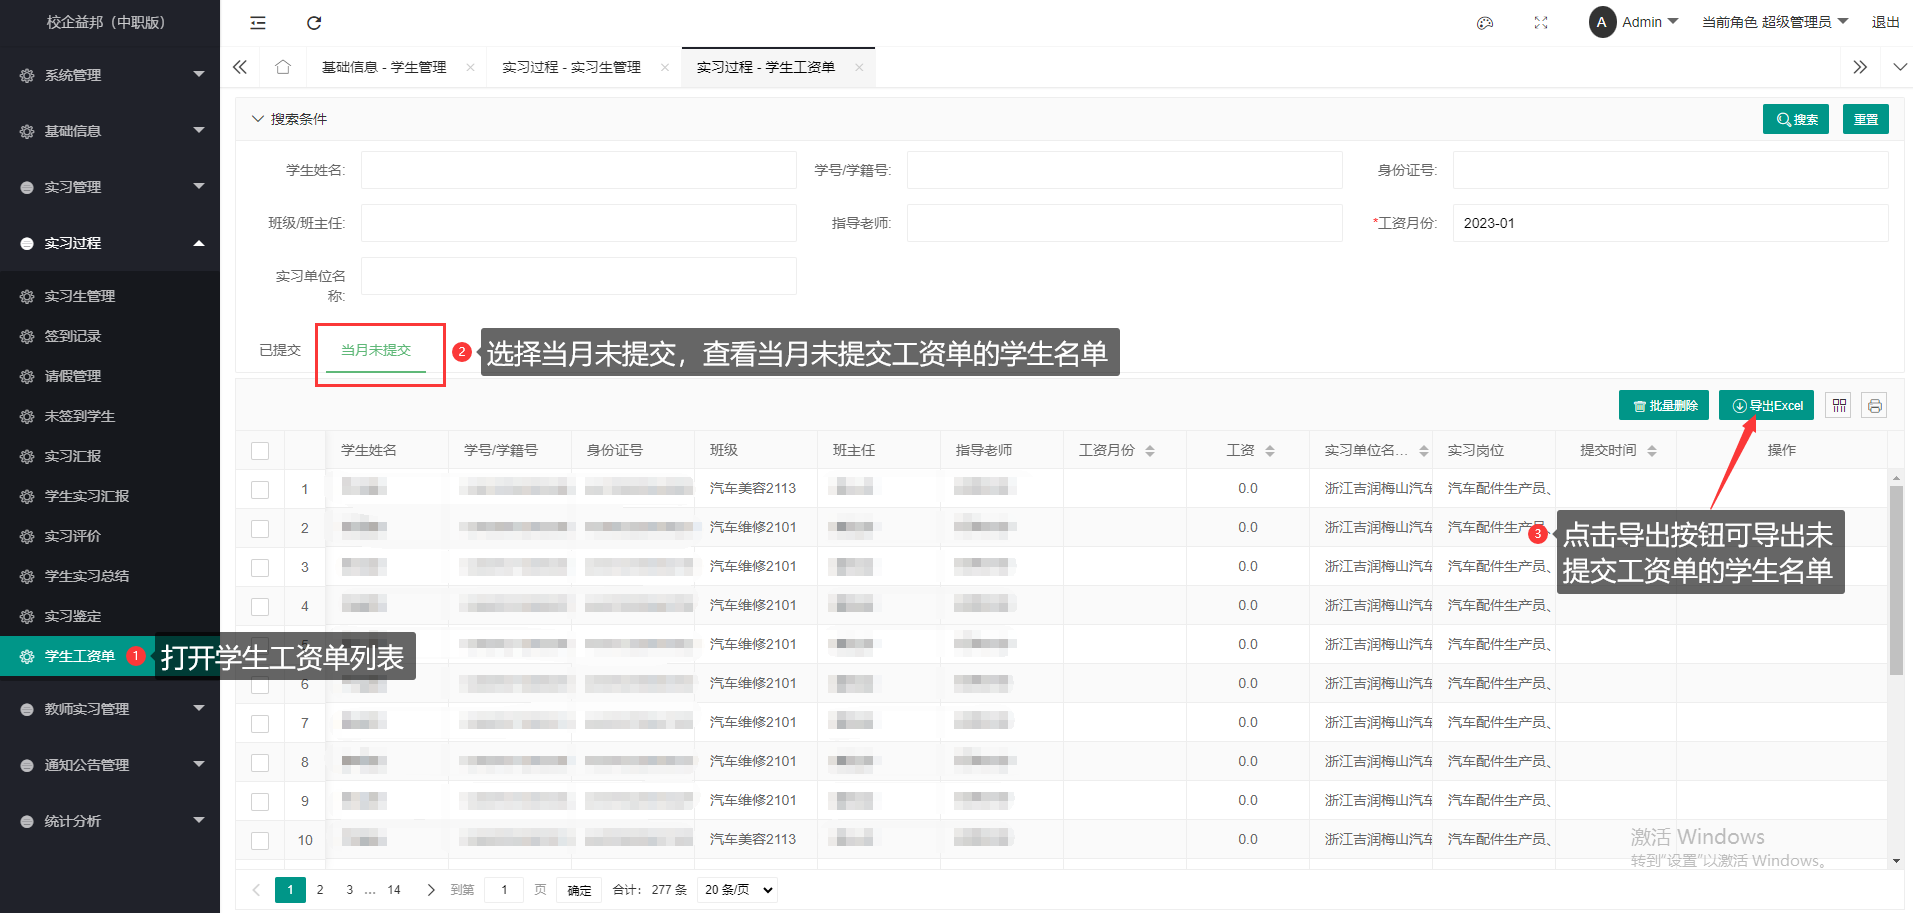 校企益邦（中职版）
A Admin 当前角色 超级管理员 退出
系统管理
基础信息
实习管理
实习过程
实习生管理
签到记录
请假管理
未签到学生
实习汇报
学生实习汇报
实习评价
学生实习总结
实习鉴定
学生工资单 1 打开学生工资单列表
教师实习管理
通知公告管理
统计分析
基础信息 - 学生管理 实习过程 - 实习生管理 实习过程 - 学生工资单
搜索条件 搜索 重置
学生姓名: 学号/学籍号: 身份证号:
班级/班主任: 指导老师: *工资月份: 2023-01
实习单位名
称:
已提交 当月未提交 2 选择当月未提交，查看当月未提交工资单的学生名单
批量删除 导出Excel
学生姓名 学号/学籍号 身份证号 班级 班主任 指导老师 工资月份 工资 实习单位名... 实习岗位 提交时间 操作
1 汽车美容2113 0.0 浙江吉润梅山汽车 汽车配件生产员、
2 汽车维修2101 0.0 浙江吉润梅山汽车 汽车配件生产员、
3 点击导出按钮可导出未
提交工资单的学生名单
3 汽车维修2101 0.0 浙江吉润梅山汽车 汽车配件生产员、
4 汽车维修2101 0.0 浙江吉润梅山汽车 汽车配件生产员、
5 汽车维修2101 0.0 浙江吉润梅山汽车 汽车配件生产员、
6 汽车维修2101 0.0 浙江吉润梅山汽车 汽车配件生产员、
7 汽车维修2101 0.0 浙江吉润梅山汽车 汽车配件生产员、
8 汽车维修2101 0.0 浙江吉润梅山汽车 汽车配件生产员、
9 汽车维修2101 0.0 浙江吉润梅山汽车 汽车配件生产员、
10 汽车美容2113 0.0 浙江吉润梅山汽车 汽车配件生产员、
激活 Windows
转到"设置"以激活 Windows。
1 2 3 ... 14 到第 1 页 确定 合计： 277 条 20 条/页